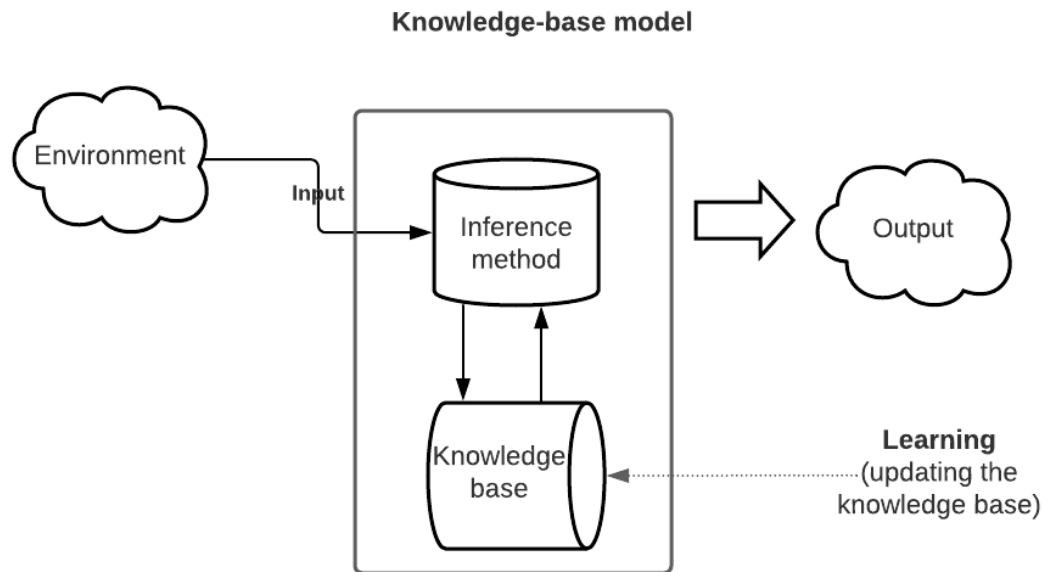 Knowledge-base model
Environment
Input
Inference
method
Output
Knowledge
base
Learning
(updating the
knowledge base)